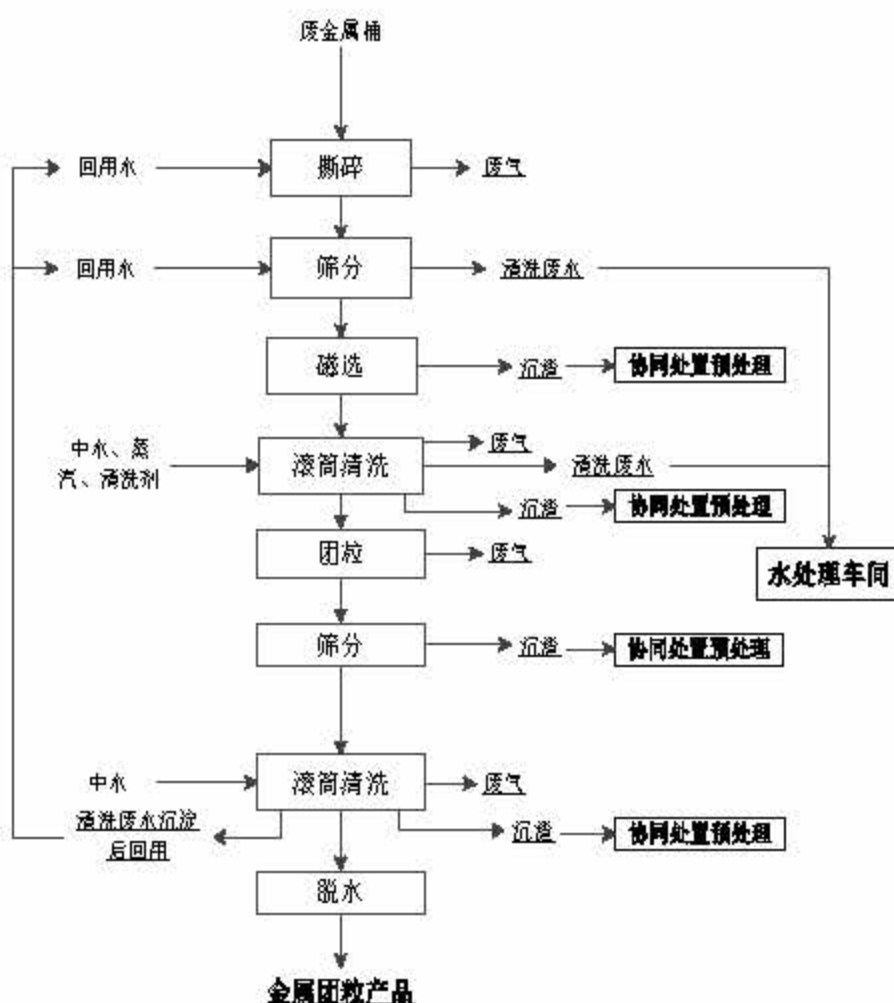 废金属桶
回用水
撕碎
废气
回用水
筛分
清洗废水
磁选
沉渣
协同处置预处理
中水、蒸
汽、清洗剂
滚筒清洗
废气
清洗废水
沉渣
协同处置预处理
团粒
废气
水处理车间
筛分
沉渣
协同处置预处理
中水
滚筒清洗
废气
清洗废水沉淀
后回用
沉渣
协同处置预处理
脱水
金属团粒产品